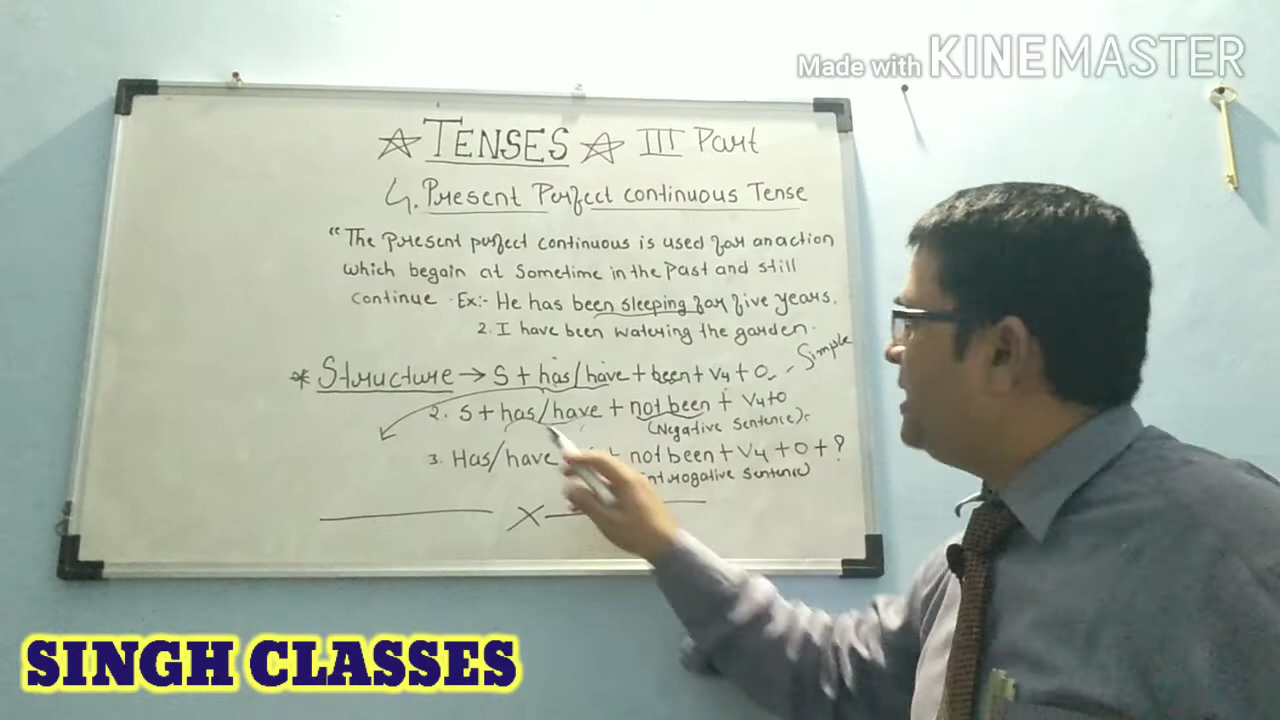 Made with KINEMASTER
TENSES III Part
4. Present Perfect continuous Tense
"The Present perfect continuous is used for an action
which begain at sometime in the Past and still
continue Ex:- He has been sleeping for five years.
2. I have been watering the garden.
* Structure → S + has/have + been + V4 + O - Simple
2. S + has/have + not been + V4+O
(Negative Sentence)
3. Has/have + not been + V4 + O + ?
Sentence)
X
SINGH CLASSES